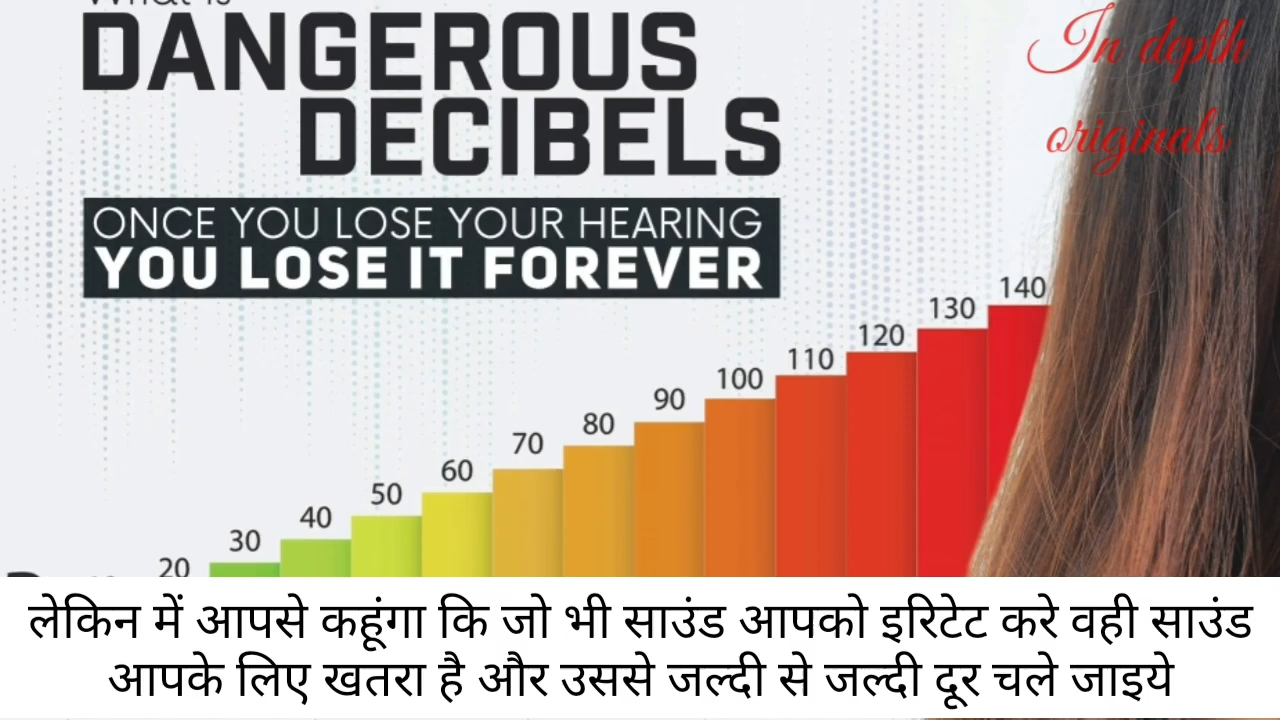 What is
DANGEROUS
DECIBELS
ONCE YOU LOSE YOUR HEARING
YOU LOSE IT FOREVER
In depth
originals
140
130
120
110
100
90
80
70
60
50
40
30
20
लेकिन में आपसे कहूंगा कि जो भी साउंड आपको इरिटेट करे वही साउंड
आपके लिए खतरा है और उससे जल्दी से जल्दी दूर चले जाइये